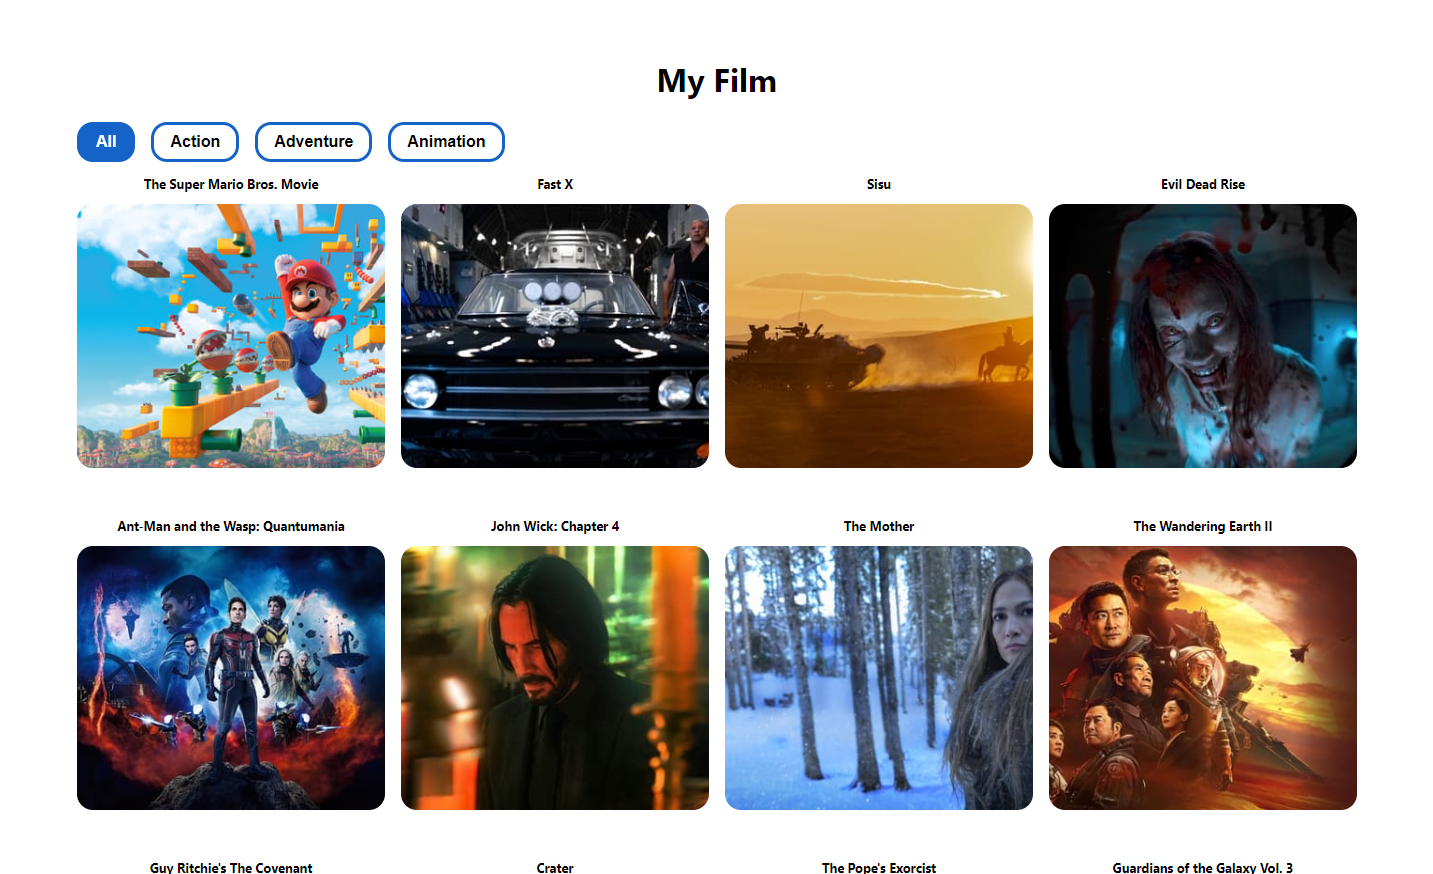 My Film
All Action Adventure Animation
The Super Mario Bros. Movie Fast X Sisu Evil Dead Rise
Ant-Man and the Wasp: Quantumania John Wick: Chapter 4 The Mother The Wandering Earth II
Guy Ritchie's The Covenant Crater The Pope's Exorcist Guardians of the Galaxy Vol. 3